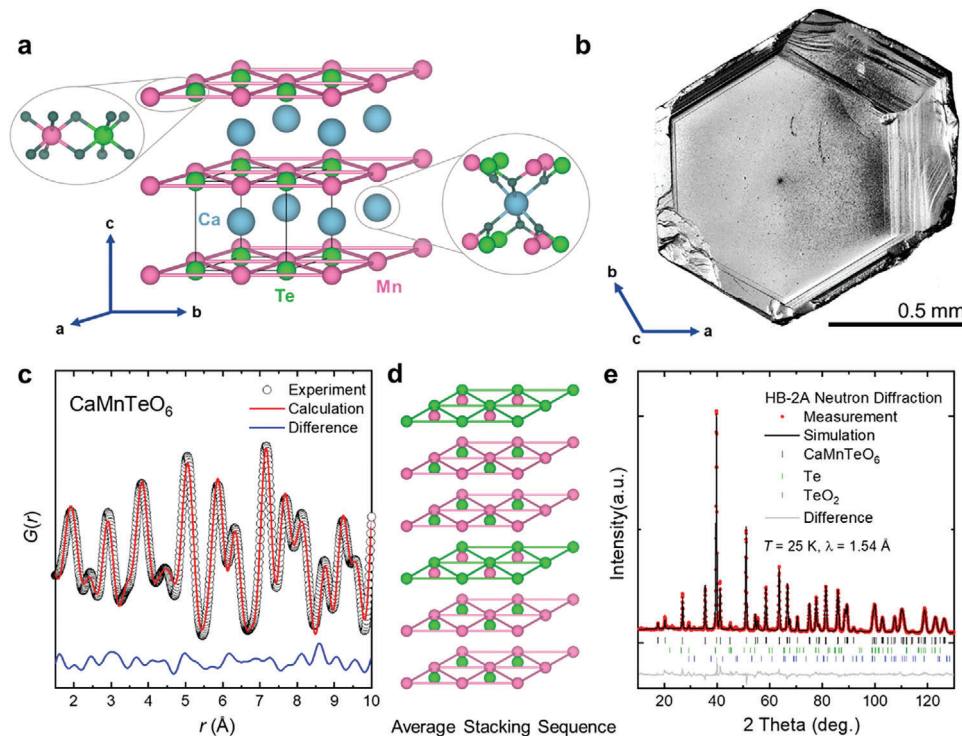 a
c
a
b
Ca
Te
Mn
b
b
c
a
0.5 mm
c
CaMnTeO₆
Experiment
Calculation
Difference
G(r)
2 3 4 5 6 7 8 9 10
r (Å)
d
Average Stacking Sequence
e
HB-2A Neutron Diffraction
Measurement
Simulation
CaMnTeO₆
Te
TeO₂
Difference
T = 25 K, λ = 1.54 Å
Intensity(a.u.)
20 40 60 80 100 120
2 Theta (deg.)